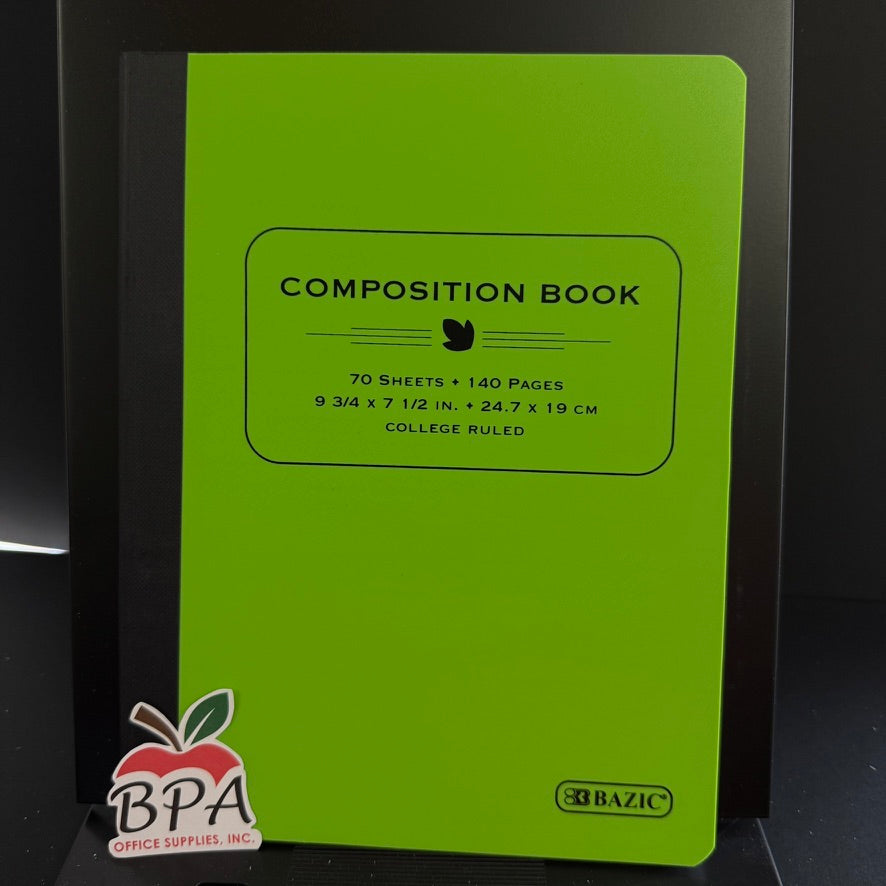 COMPOSITION BOOK
70 SHEETS + 140 PAGES
9 3/4 X 7 1/2 IN. + 24.7 X 19 CM
COLLEGE RULED
BAZIC
BPA
OFFICE SUPPLIES, INC.